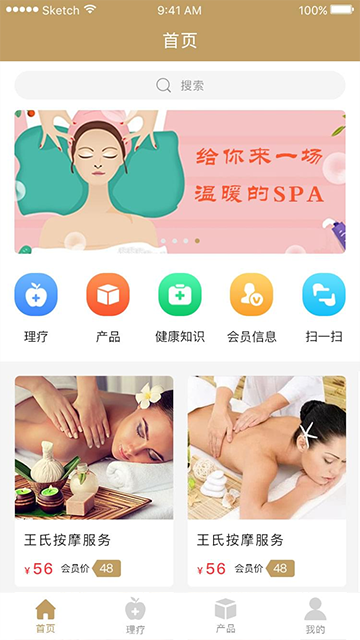 Sketch
9:41 AM
100%
首页
搜索
给你来一场
温暖的SPA
理疗
产品
健康知识
会员信息
扫一扫
王氏按摩服务
¥56 会员价 48
王氏按摩服务
¥56 会员价 48
首页
理疗
产品
我的